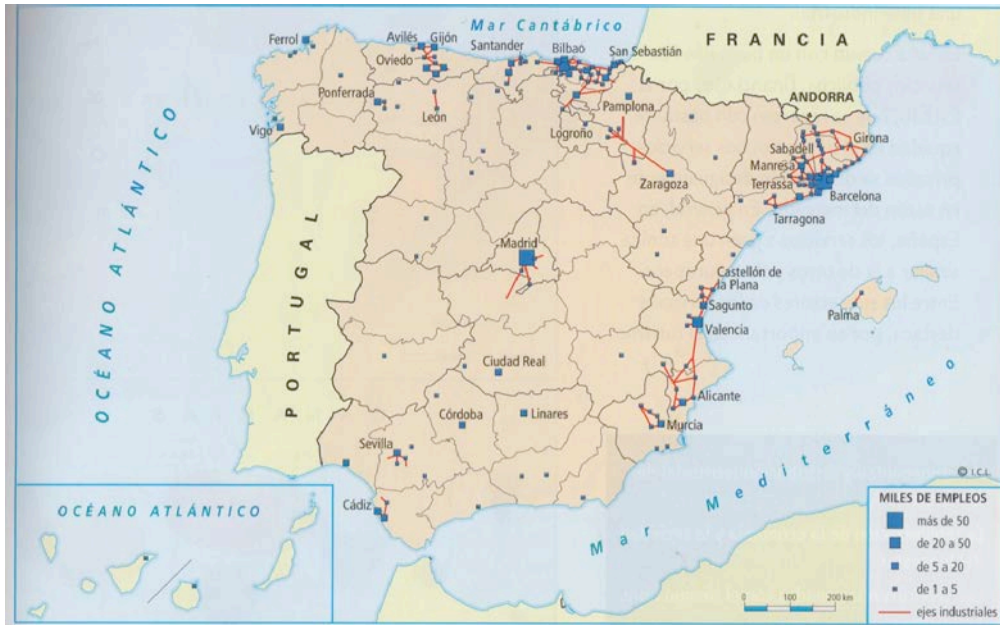 Mar Cantábrico
FRANCIA
ANDORRA
Ferrol
Avilés
Gijón
Oviedo
Santander
Bilbao
San Sebastián
Ponferrada
León
Pamplona
Logroño
Vigo
Girona
Sabadell
Manresa
Terrassa
Barcelona
Tarragona
Zaragoza
OCÉANO ATLÁNTICO
PORTUGAL
Madrid
Castellón de
la Plana
Sagunto
Valencia
Palma
Ciudad Real
Alicante
Córdoba
Linares
Murcia
Sevilla
Cádiz
Mar Mediterráneo
© I.C.L.
OCÉANO ATLÁNTICO
MILES DE EMPLEOS
más de 50
de 20 a 50
de 5 a 20
de 1 a 5
ejes industriales
0 100 200 km